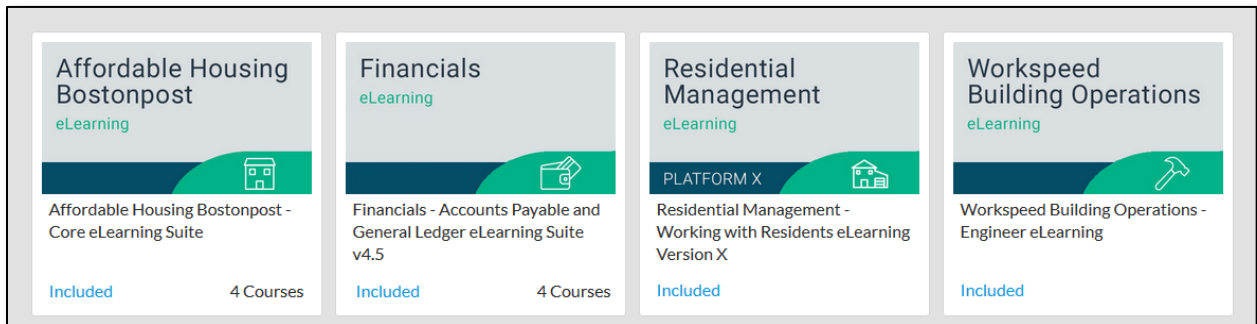 Affordable Housing
Bostonpost
eLearning
Affordable Housing Bostonpost -
Core eLearning Suite
Included
4 Courses
Financials
eLearning
Financials - Accounts Payable and
General Ledger eLearning Suite
v4.5
Included
4 Courses
Residential
Management
eLearning
PLATFORM X
Residential Management -
Working with Residents eLearning
Version X
Included
Workspeed
Building Operations
eLearning
Workspeed Building Operations -
Engineer eLearning
Included